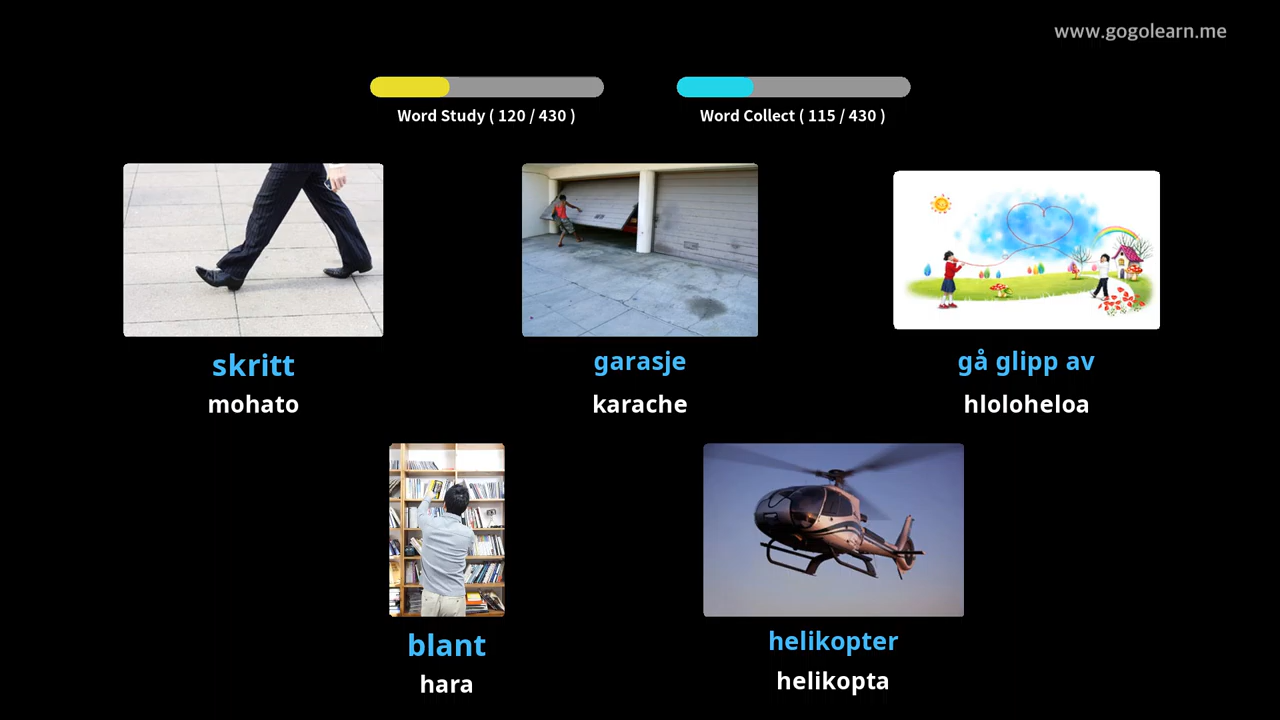 www.gogolearn.me
Word Study ( 120 / 430 )
Word Collect ( 115 / 430 )
skritt
mohato
garasje
karache
gå glipp av
hloloheloa
blant
hara
helikopter
helikopta